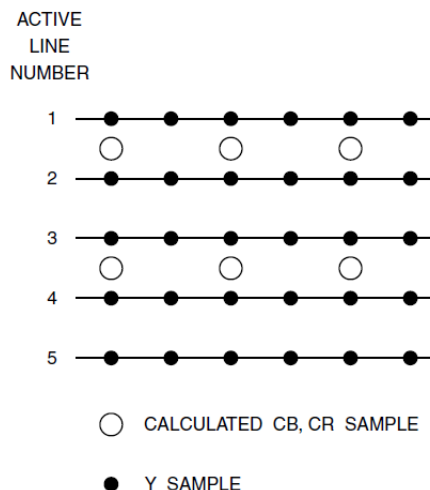 ACTIVE
LINE
NUMBER
1
2
3
4
5
CALCULATED CB, CR SAMPLE
Y SAMPLE